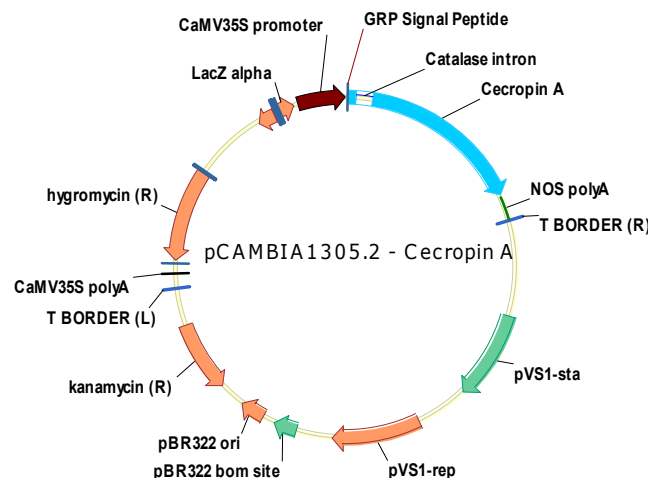 CaMV35S promoter
GRP Signal Peptide
LacZ alpha
Catalase intron
Cecropin A
hygromycin (R)
NOS polyA
T BORDER (R)
pCAMBIA1305.2 - Cecropin A
CaMV35S polyA
T BORDER (L)
kanamycin (R)
pVS1-sta
pBR322 ori
pBR322 bom site
pVS1-rep